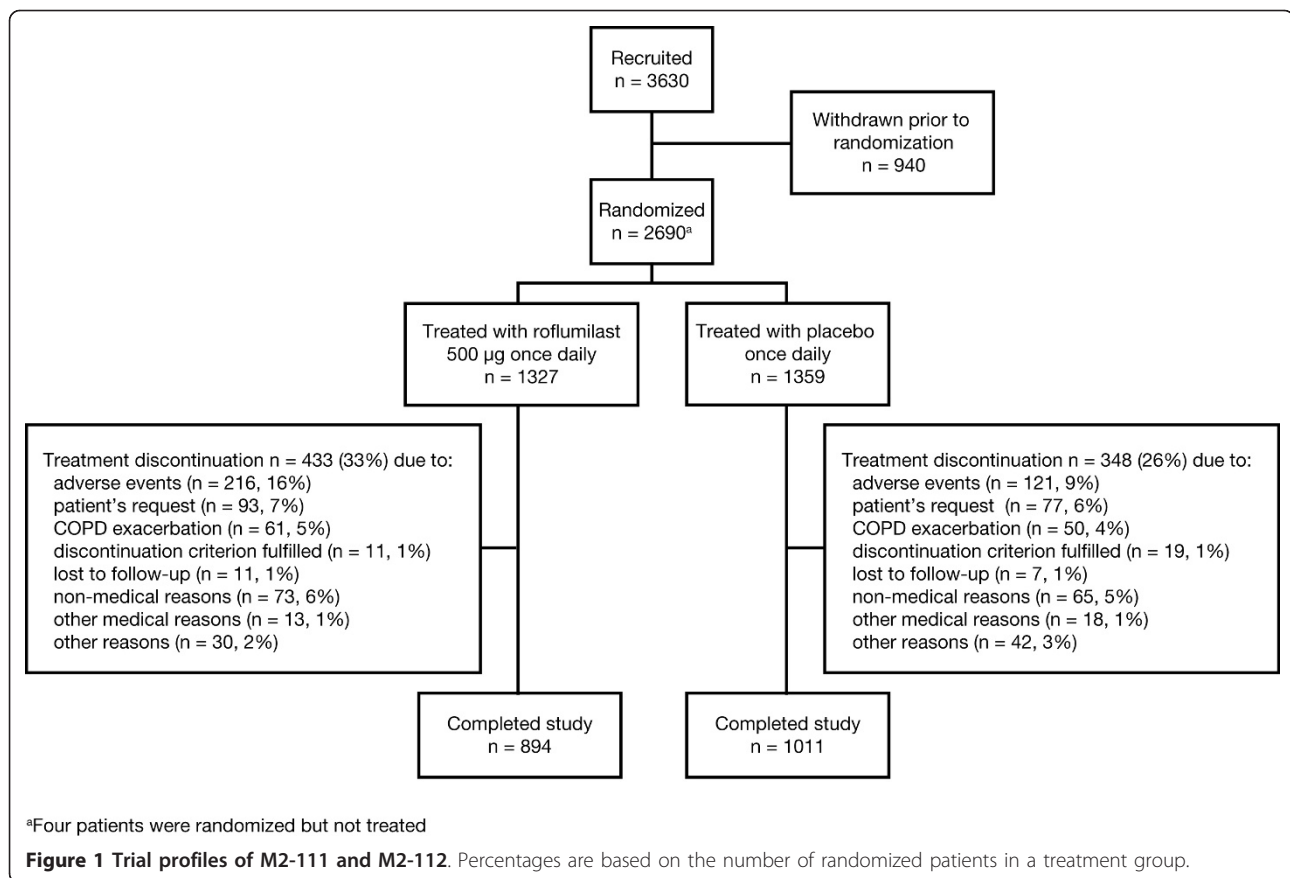 Recruited
n = 3630
Withdrawn prior to
randomization
n = 940
Randomized
n = 2690ᵃ
Treated with roflumilast
500 µg once daily
n = 1327
Treated with placebo
once daily
n = 1359
Treatment discontinuation n = 433 (33%) due to:
adverse events (n = 216, 16%)
patient's request (n = 93, 7%)
COPD exacerbation (n = 61, 5%)
discontinuation criterion fulfilled (n = 11, 1%)
lost to follow-up (n = 11, 1%)
non-medical reasons (n = 73, 6%)
other medical reasons (n = 13, 1%)
other reasons (n = 30, 2%)
Treatment discontinuation n = 348 (26%) due to:
adverse events (n = 121, 9%)
patient's request (n = 77, 6%)
COPD exacerbation (n = 50, 4%)
discontinuation criterion fulfilled (n = 19, 1%)
lost to follow-up (n = 7, 1%)
non-medical reasons (n = 65, 5%)
other medical reasons (n = 18, 1%)
other reasons (n = 42, 3%)
Completed study
n = 894
Completed study
n = 1011
ᵃFour patients were randomized but not treated
Figure 1 Trial profiles of M2-111 and M2-112. Percentages are based on the number of randomized patients in a treatment group.